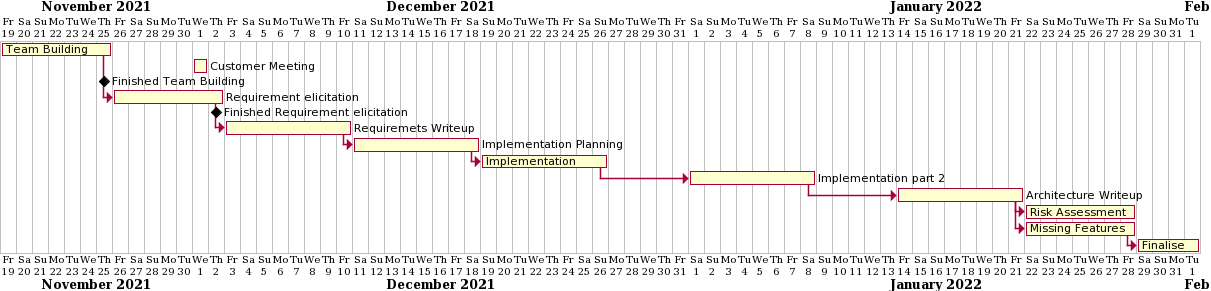 November 2021 December 2021 January 2022 Feb
Fr Sa Su Mo Tu We Th Fr Sa Su Mo Tu We Th Fr Sa Su Mo Tu We Th Fr Sa Su Mo Tu We Th Fr Sa Su Mo Tu We Th Fr Sa Su Mo Tu We Th Fr Sa Su Mo Tu We Th Fr Sa Su Mo Tu We Th Fr Sa Su Mo Tu We Th Fr Sa Su Mo Tu We Th Fr Sa Su Mo Tu
19 20 21 22 23 24 25 26 27 28 29 30 1 2 3 4 5 6 7 8 9 10 11 12 13 14 15 16 17 18 19 20 21 22 23 24 25 26 27 28 29 30 31 1 2 3 4 5 6 7 8 9 10 11 12 13 14 15 16 17 18 19 20 21 22 23 24 25 26 27 28 29 30 31 1
Team Building
Customer Meeting
Finished Team Building
Requirement elicitation
Finished Requirement elicitation
Requiremets Writeup
Implementation Planning
Implementation
Implementation part 2
Architecture Writeup
Risk Assessment
Missing Features
Finalise
Fr Sa Su Mo Tu We Th Fr Sa Su Mo Tu We Th Fr Sa Su Mo Tu We Th Fr Sa Su Mo Tu We Th Fr Sa Su Mo Tu We Th Fr Sa Su Mo Tu We Th Fr Sa Su Mo Tu We Th Fr Sa Su Mo Tu We Th Fr Sa Su Mo Tu We Th Fr Sa Su Mo Tu We Th Fr Sa Su Mo Tu
19 20 21 22 23 24 25 26 27 28 29 30 1 2 3 4 5 6 7 8 9 10 11 12 13 14 15 16 17 18 19 20 21 22 23 24 25 26 27 28 29 30 31 1 2 3 4 5 6 7 8 9 10 11 12 13 14 15 16 17 18 19 20 21 22 23 24 25 26 27 28 29 30 31 1
November 2021 December 2021 January 2022 Feb